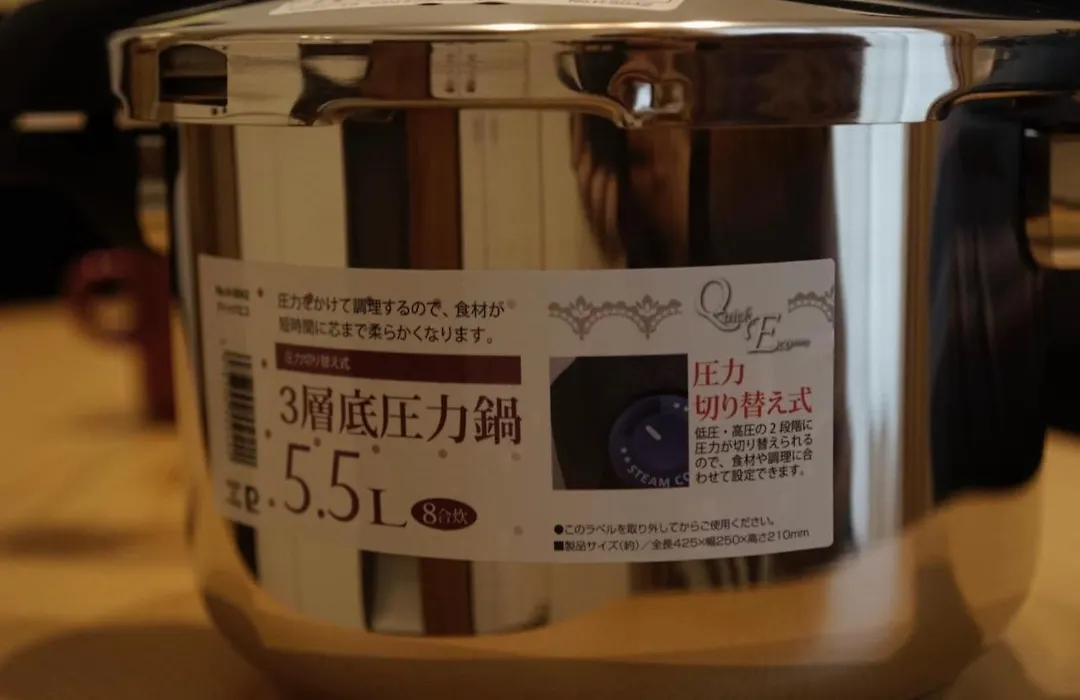 圧力をかけて調理するので、食材が
短時間に芯まで柔らかくなります。
圧力切り替え式
3層底圧力鍋
5.5L 8合炊
Quick Eco
圧力
切り替え式
低圧・高圧の2段階に
圧力が切り替えられる
ので、食材や調理に合
わせて設定できます。
STEAM CO
●このラベルを取り外してからご使用ください。
■製品サイズ(約)/全長425×幅250×高さ210mm